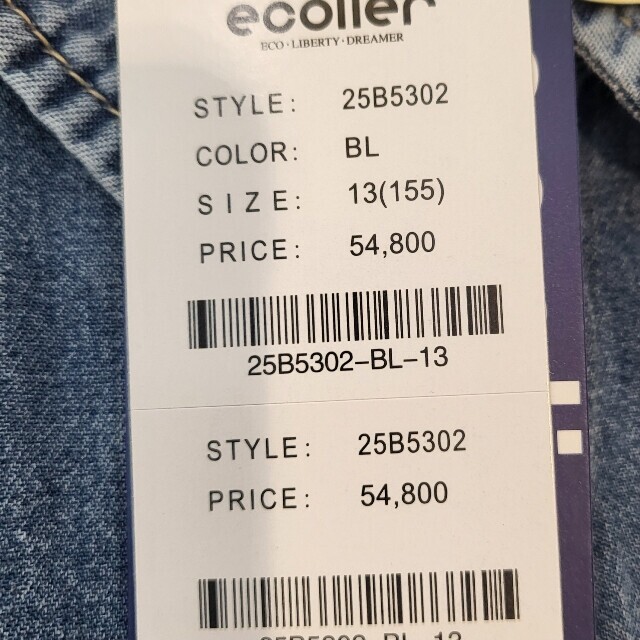 ecoller
ECO·LIBERTY·DREAMER
STYLE: 25B5302
COLOR: BL
SIZE: 13(155)
PRICE: 54,800
25B5302-BL-13
STYLE: 25B5302
PRICE: 54,800